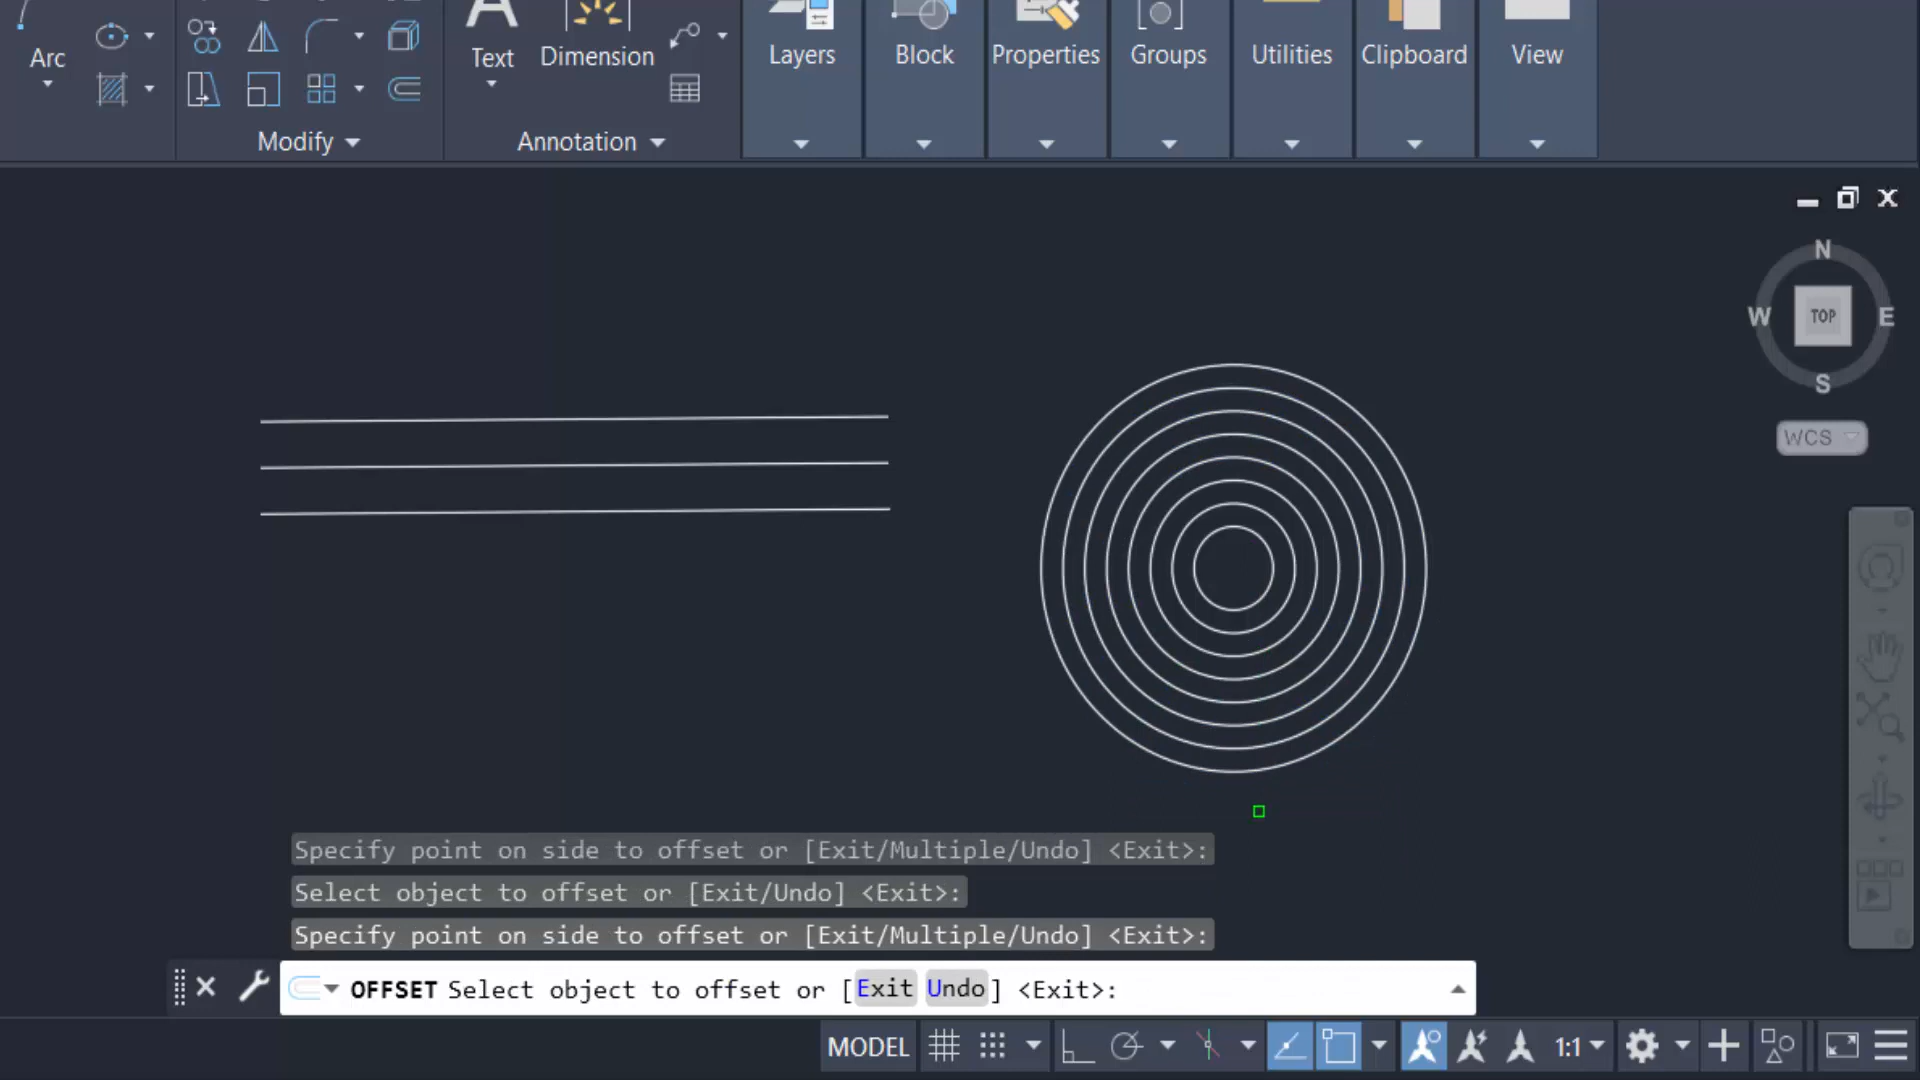 Arc
Text
Dimension
Layers
Block
Properties
Groups
Utilities
Clipboard
View
Modify
Annotation
N
W
TOP
E
S
WCS
Specify point on side to offset or [Exit/Multiple/Undo] <Exit>:
Select object to offset or [Exit/Undo] <Exit>:
Specify point on side to offset or [Exit/Multiple/Undo] <Exit>:
OFFSET Select object to offset or [Exit Undo] <Exit>:
MODEL
1:1